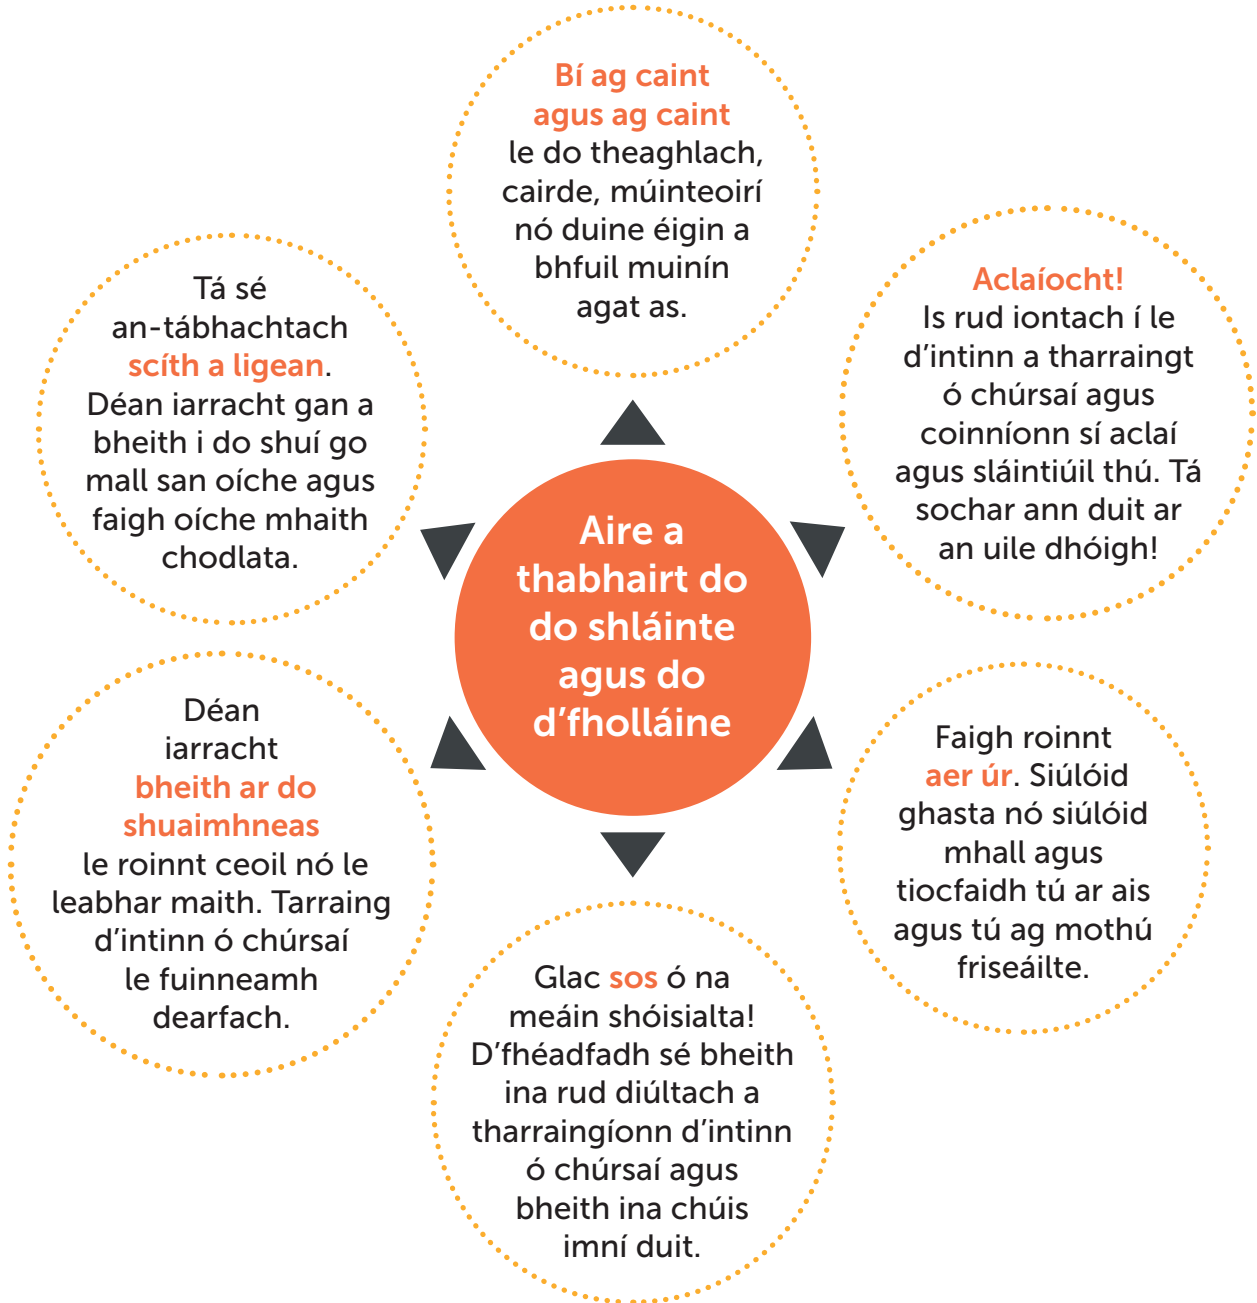 Bí ag caint
agus ag caint
le do theaghlach,
cairde, múinteoirí
nó duine éigin a
bhfuil muinín
agat as.
Aclaíocht!
Is rud iontach í le
d'intinn a tharraingt
ó chúrsaí agus
coinníonn sí aclaí
agus sláintiúil thú. Tá
sochar ann duit ar
an uile dhóigh!
Faigh roinnt
aer úr. Siúlóid
ghasta nó siúlóid
mhall agus
tiocfaidh tú ar ais
agus tú ag mothú
friseáilte.
Glac sos ó na
meáin shóisialta!
D'fhéadfadh sé bheith
ina rud diúltach a
tharraingíonn d'intinn
ó chúrsaí agus
bheith ina chúis
imní duit.
Déan
iarracht
bheith ar do
shuaimhneas
le roinnt ceoil nó le
leabhar maith. Tarraing
d'intinn ó chúrsaí
le fuinneamh
dearfach.
Tá sé
an-tábhachtach
scíth a ligean.
Déan iarracht gan a
bheith i do shuí go
mall san oíche agus
faigh oíche mhaith
chodlata.
Aire a
thabhairt do
do shláinte
agus do
d'fholláine